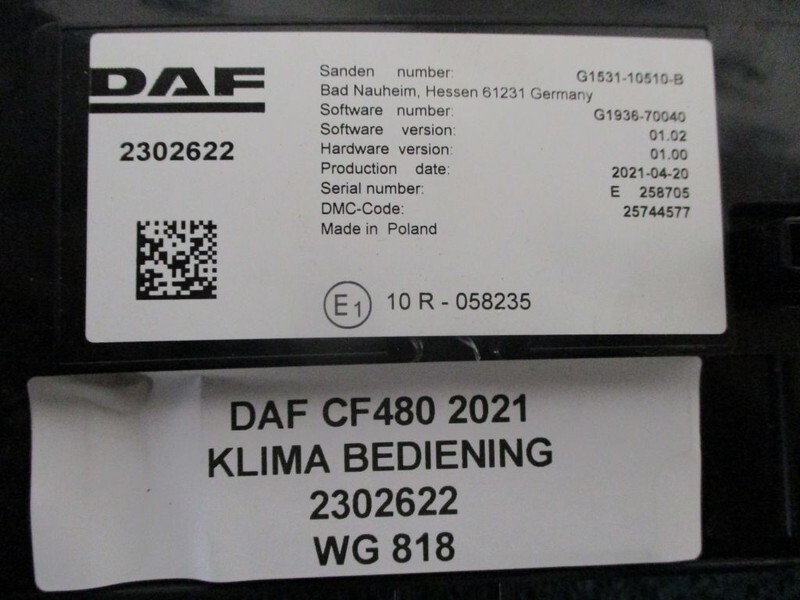 DAF
2302622
Sanden number: G1531-10510-B
Bad Nauheim, Hessen 61231 Germany
Software number: G1936-70040
Software version: 01.02
Hardware version: 01.00
Production date: 2021-04-20
Serial number: E 258705
DMC-Code: 25744577
Made in Poland
E1 10 R - 058235
DAF CF480 2021
KLIMA BEDIENING
2302622
WG 818